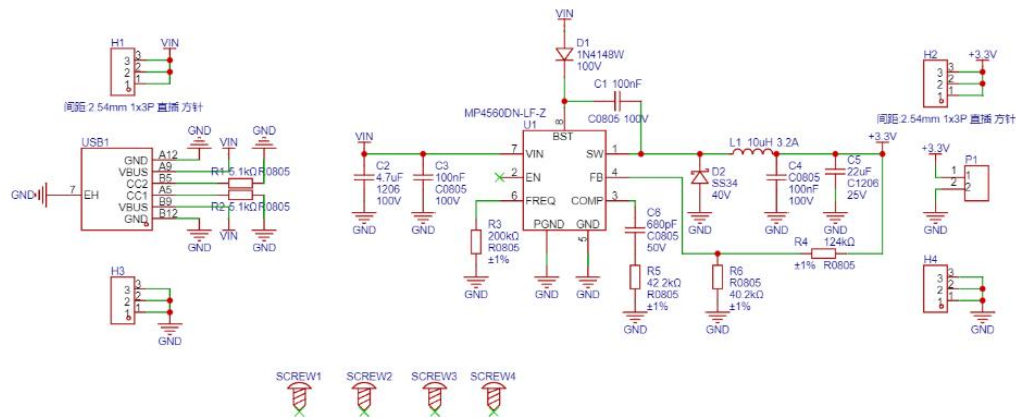 H1
VIN
3
2
1
间距 2.54mm 1x3P 直插 方针
USB1
GND
A12
VBUS
A9
CC2
B5
CC1
A5
VBUS
B9
GND
B12
EH
7
GND
GND
VIN
GND
R1 5.1kΩ R0805
R2 5.1kΩ R0805
GND
VIN
GND
H3
3
2
1
GND
VIN
C2
4.7uF
1206
100V
GND
C3
100nF
C0805
100V
GND
VIN
D1
1N4148W
100V
C1 100nF
C0805 100V
MP4560DN-LF-Z
U1
8
BST
7
VIN
SW
1
2
EN
FB
4
6
FREQ
COMP
3
PGND
GND
9
5
R3
200kΩ
R0805
±1%
GND
GND
GND
C6
680pF
C0805
50V
R5
42.2kΩ
R0805
±1%
GND
L1 10uH 3.2A
D2
SS34
40V
GND
C4
C0805
100nF
100V
GND
C5
22uF
C1206
25V
GND
+3.3V
R4
124kΩ
±1%
R0805
R6
R0805
40.2kΩ
±1%
GND
H2
+3.3V
3
2
1
间距 2.54mm 1x3P 直插 方针
+3.3V
P1
1
2
1
2
GND
H4
3
2
1
GND
SCREW1
SCREW2
SCREW3
SCREW4